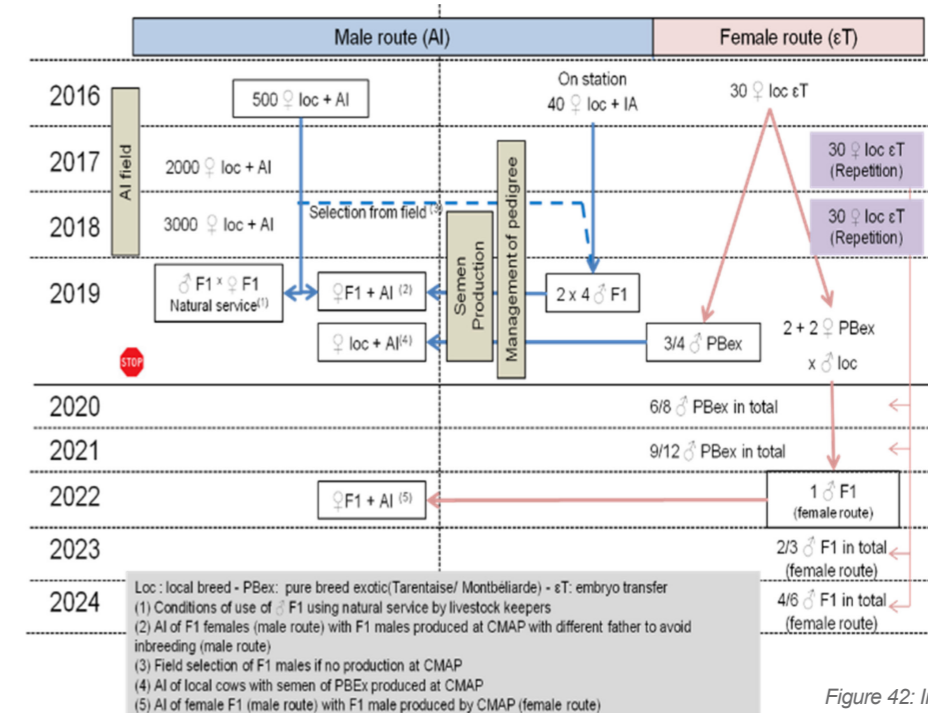 Male route (AI)
Female route (εT)
2016
500 ♀ loc + AI
On station
40 ♀ loc + IA
30 ♀ loc εT
AI field
2017
2000 ♀ loc + AI
30 ♀ loc εT
(Repetition)
Management of pedigree
2018
3000 ♀ loc + AI
Selection from field (3)
30 ♀ loc εT
(Repetition)
Semen
Production
2019
♂ F1 x ♀ F1
Natural service(1)
♀F1 + AI (2)
2 x 4 ♂ F1
♀ loc + AI(4)
3/4 ♂ PBex
2 + 2 ♀ PBex
x ♂ loc
STOP
2020
6/8 ♂ PBex in total
2021
9/12 ♂ PBex in total
2022
♀F1 + AI (5)
1 ♂ F1
(female route)
2023
2/3 ♂ F1 in total
(female route)
2024
4/6 ♂ F1 in total
(female route)
Loc : local breed - PBex: pure breed exotic(Tarentaise/ Montbéliarde) - εT: embryo transfer
(1) Conditions of use of ♂ F1 using natural service by livestock keepers
(2) AI of F1 females (male route) with F1 males produced at CMAP with different father to avoid
inbreeding (male route)
(3) Field selection of F1 males if no production at CMAP
(4) AI of local cows with semen of PBEx produced at CMAP
(5) AI of female F1 (male route) with F1 male produced by CMAP (female route)
Figure 42: